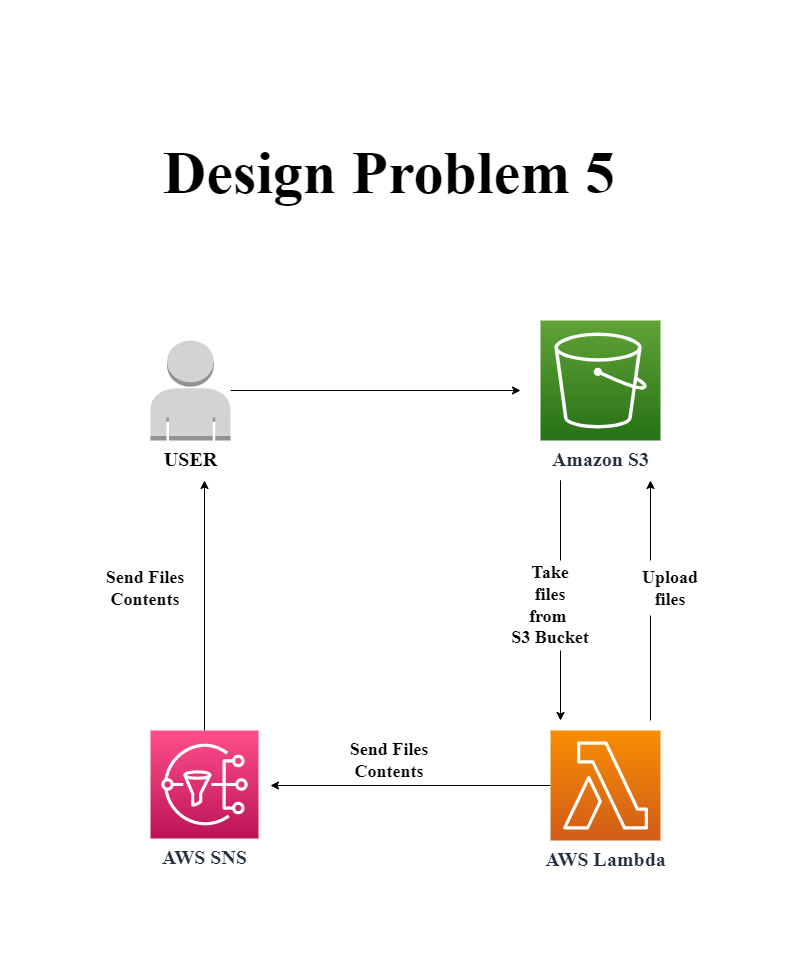 Design Problem 5
USER
Amazon S3
Send Files
Contents
Take
files
from
S3 Bucket
Upload
files
Send Files
Contents
AWS SNS
AWS Lambda